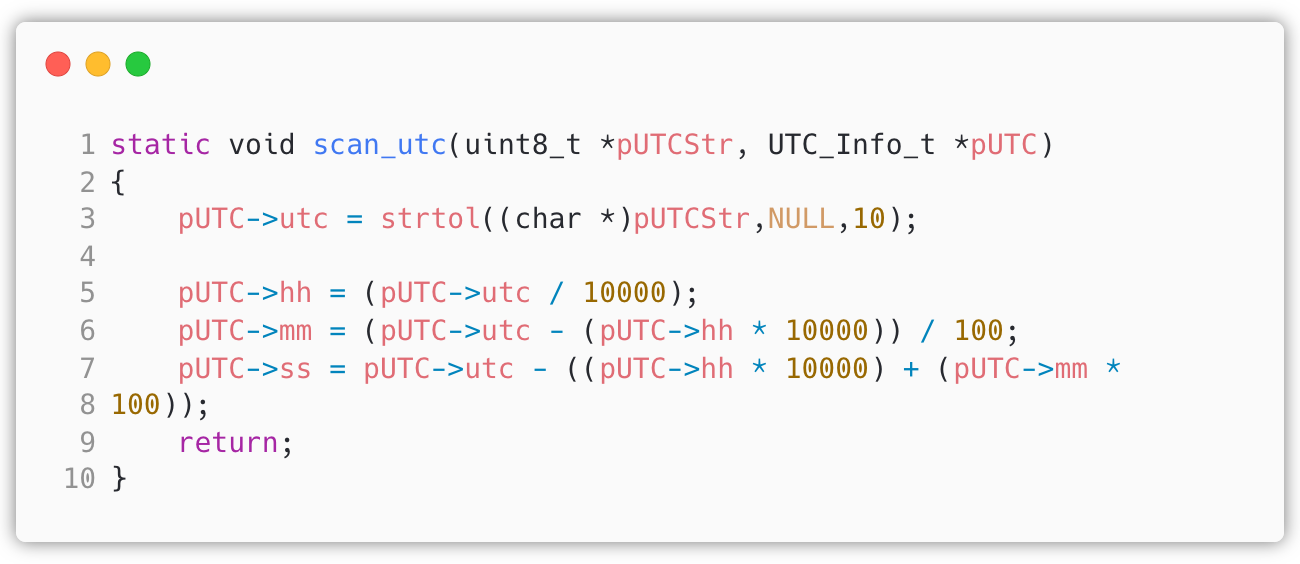 1 static void scan_utc(uint8_t *pUTCStr, UTC_Info_t *pUTC)
2 {
3     pUTC->utc = strtol((char *)pUTCStr,NULL,10);
4
5     pUTC->hh = (pUTC->utc / 10000);
6     pUTC->mm = (pUTC->utc - (pUTC->hh * 10000)) / 100;
7     pUTC->ss = pUTC->utc - ((pUTC->hh * 10000) + (pUTC->mm *
8 100));
9     return;
10 }